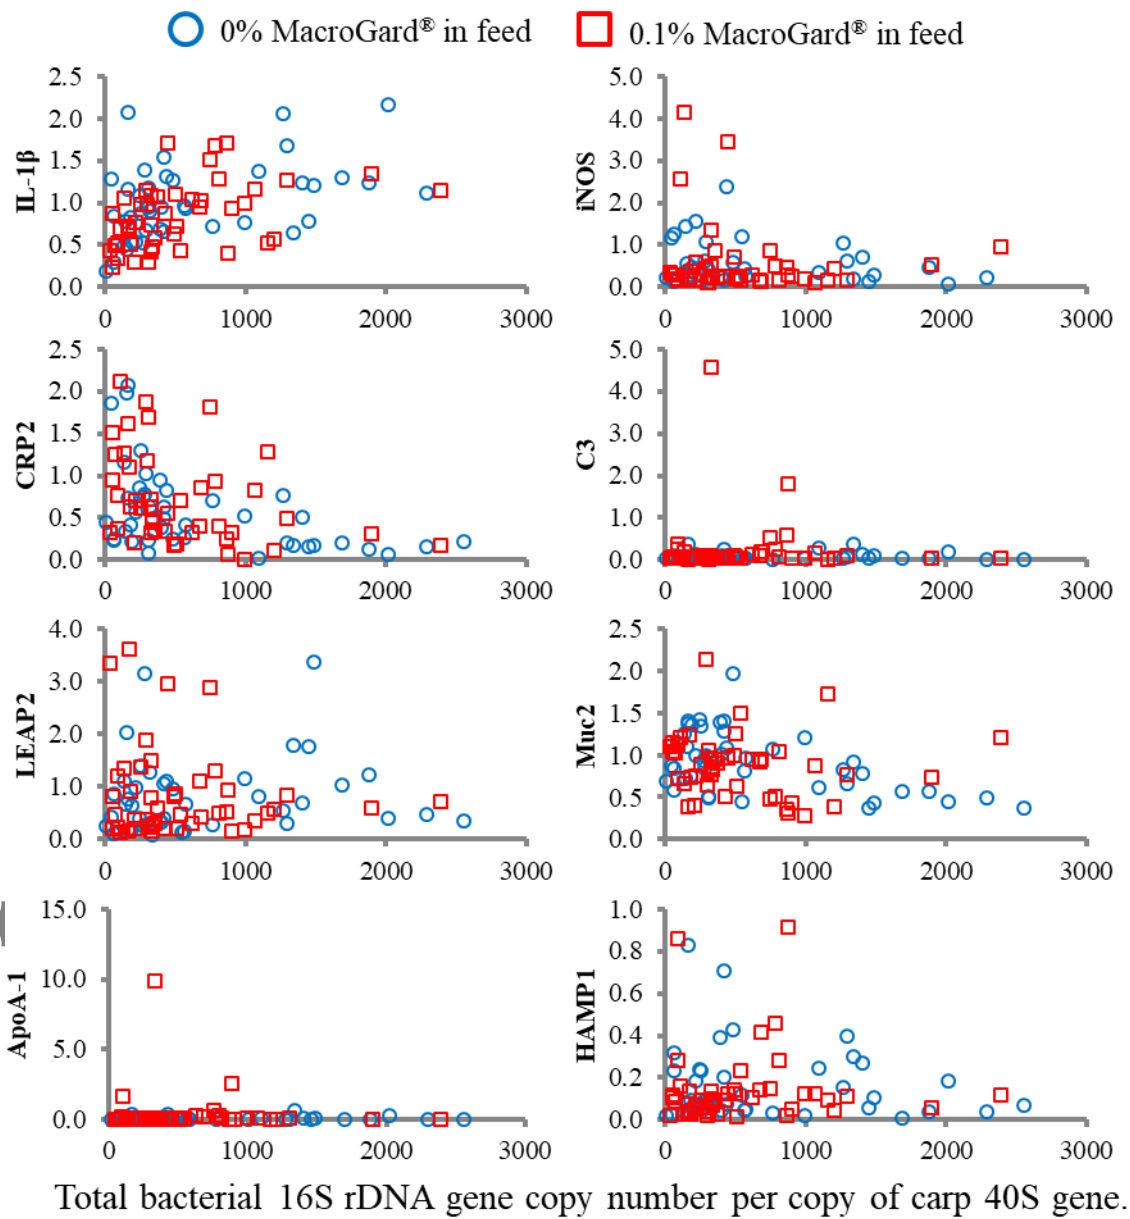 0% MacroGard® in feed 0.1% MacroGard® in feed
IL-1β
2.5
2.0
1.5
1.0
0.5
0.0
0 1000 2000 3000
iNOS
5.0
4.0
3.0
2.0
1.0
0.0
0 1000 2000 3000
CRP2
2.5
2.0
1.5
1.0
0.5
0.0
0 1000 2000 3000
C3
5.0
4.0
3.0
2.0
1.0
0.0
0 1000 2000 3000
LEAP2
4.0
3.0
2.0
1.0
0.0
0 1000 2000 3000
Muc2
2.5
2.0
1.5
1.0
0.5
0.0
0 1000 2000 3000
ApoA-1
15.0
10.0
5.0
0.0
0 1000 2000 3000
HAMP1
1.0
0.8
0.6
0.4
0.2
0.0
0 1000 2000 3000
Total bacterial 16S rDNA gene copy number per copy of carp 40S gene.